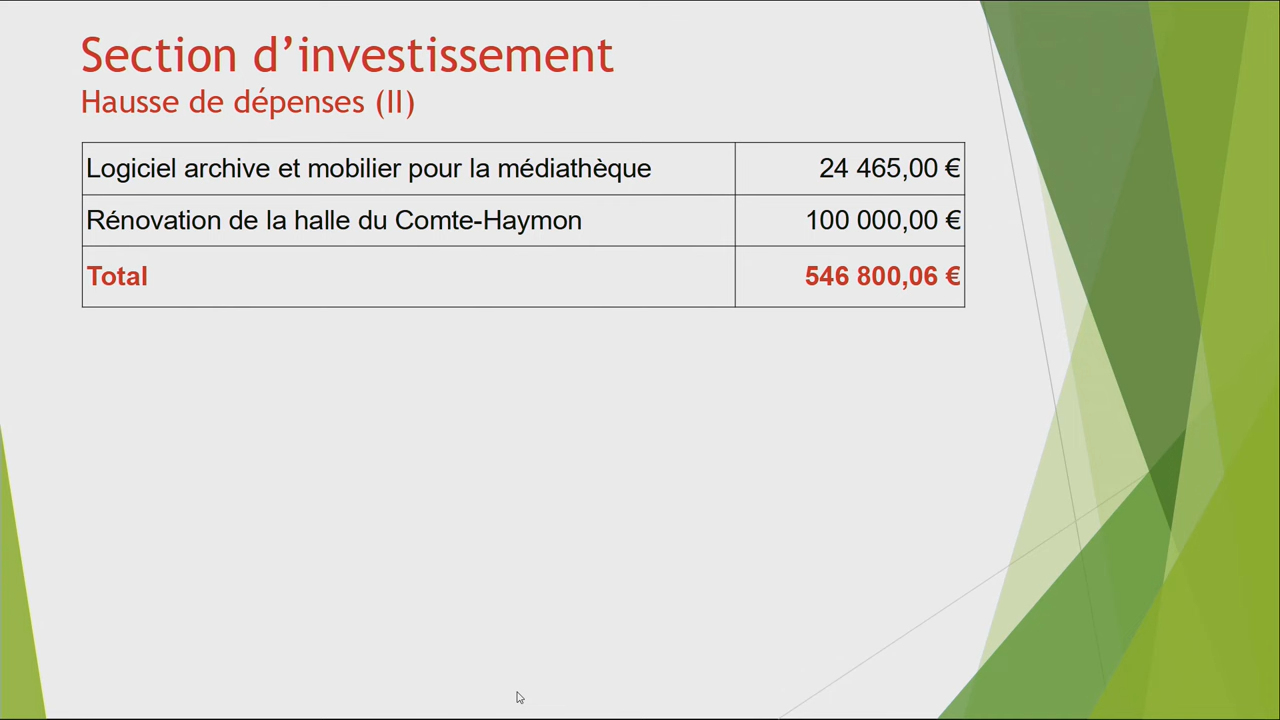 Section d’investissement
Hausse de dépenses (II)
Logiciel archive et mobilier pour la médiathèque 24 465,00 €
Rénovation de la halle du Comte-Haymon 100 000,00 €
Total 546 800,06 €